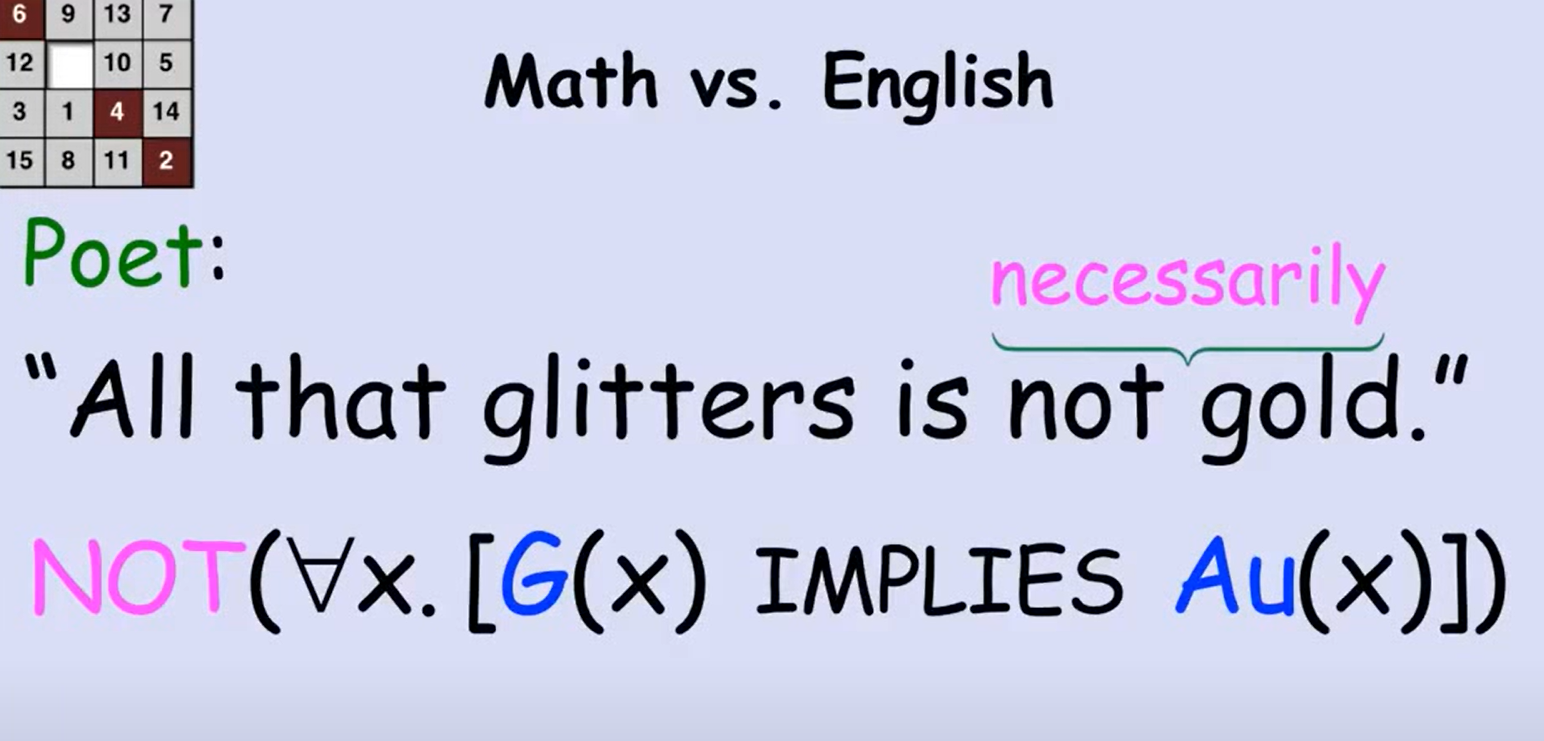 6 9 13 7
12 10 5
3 1 4 14
15 8 11 2
Math vs. English
Poet:
necessarily
“All that glitters is not gold.”
NOT(∀x. [G(x) IMPLIES Au(x)])